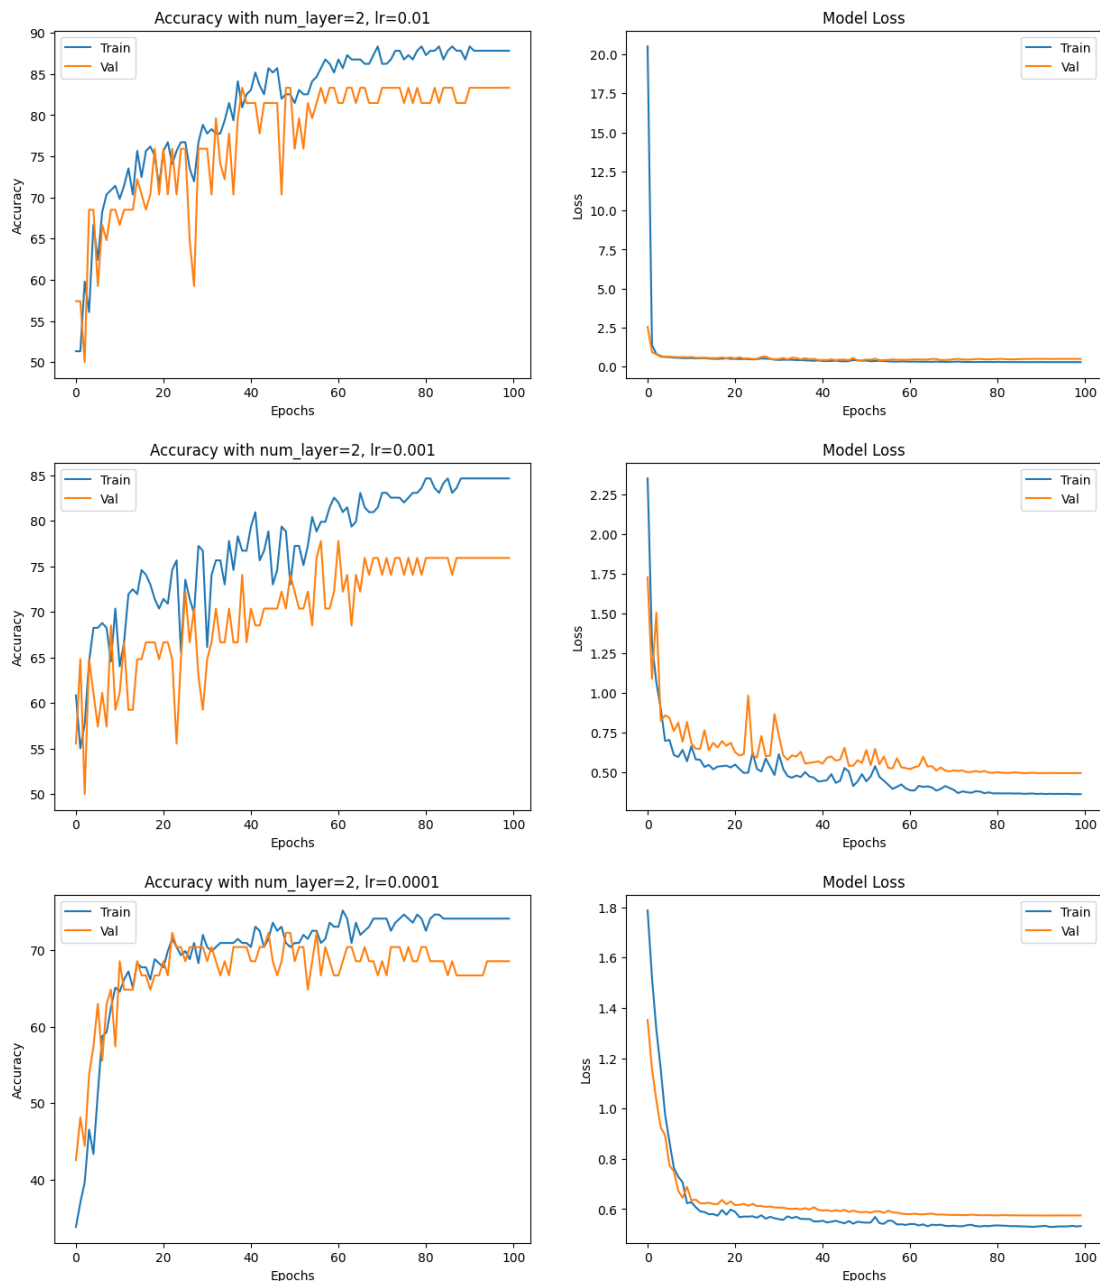 Accuracy with num_layer=2, lr=0.01
Train
Val
90
85
80
75
70
65
60
55
50
Accuracy
0
20
40
60
80
100
Epochs
Model Loss
Train
Val
20.0
17.5
15.0
12.5
10.0
7.5
5.0
2.5
0.0
Loss
0
20
40
60
80
100
Epochs
Accuracy with num_layer=2, lr=0.001
Train
Val
85
80
75
70
65
60
55
50
Accuracy
0
20
40
60
80
100
Epochs
Model Loss
Train
Val
2.25
2.00
1.75
1.50
1.25
1.00
0.75
0.50
Loss
0
20
40
60
80
100
Epochs
Accuracy with num_layer=2, lr=0.0001
Train
Val
70
60
50
40
Accuracy
0
20
40
60
80
100
Epochs
Model Loss
Train
Val
1.8
1.6
1.4
1.2
1.0
0.8
0.6
Loss
0
20
40
60
80
100
Epochs